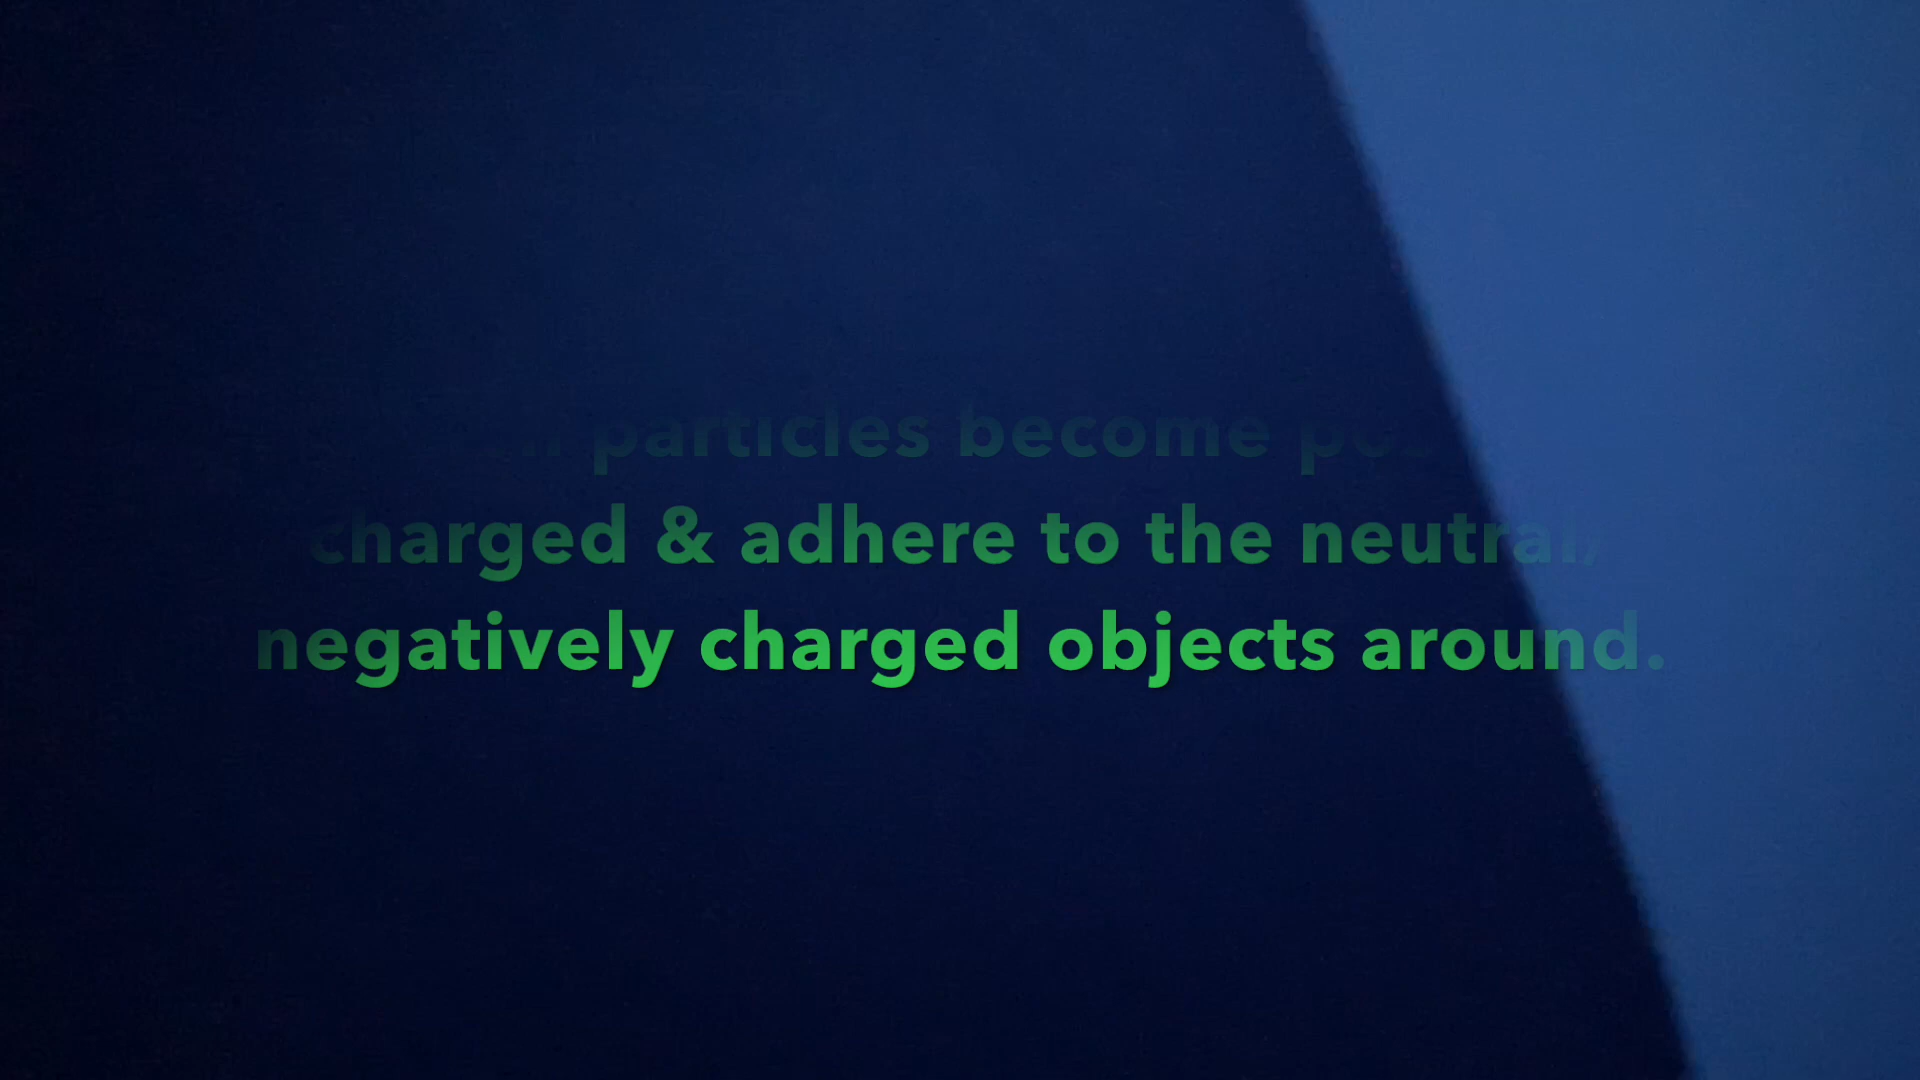 particles become
charged & adhere to the neutral,
negatively charged objects around.